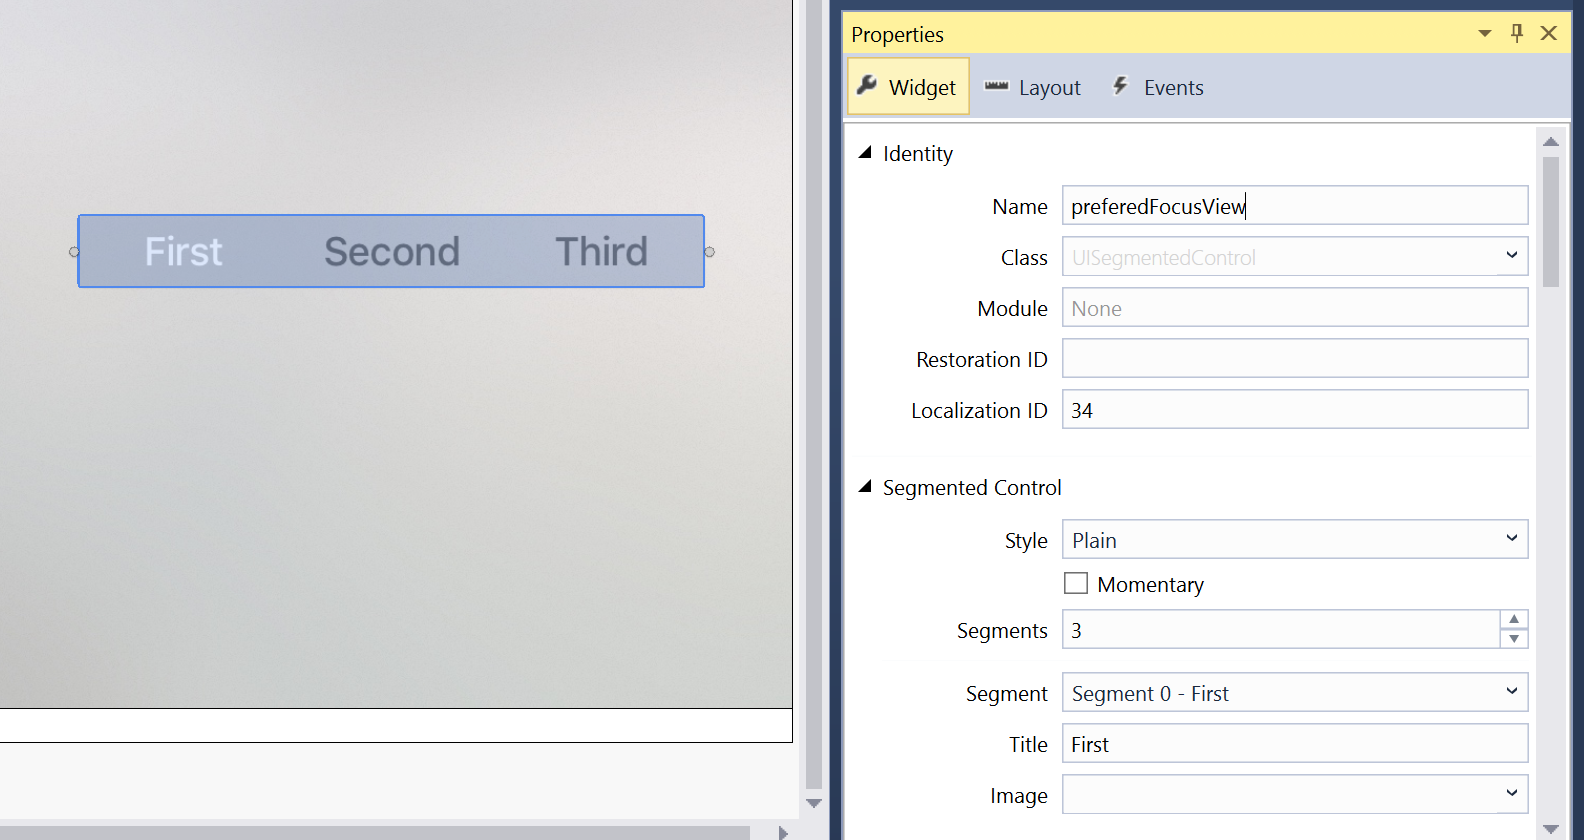 First Second Third
Properties
Widget Layout Events
Identity
Name preferedFocusView
Class UISegmentedControl
Module None
Restoration ID
Localization ID 34
Segmented Control
Style Plain
Momentary
Segments 3
Segment Segment 0 - First
Title First
Image